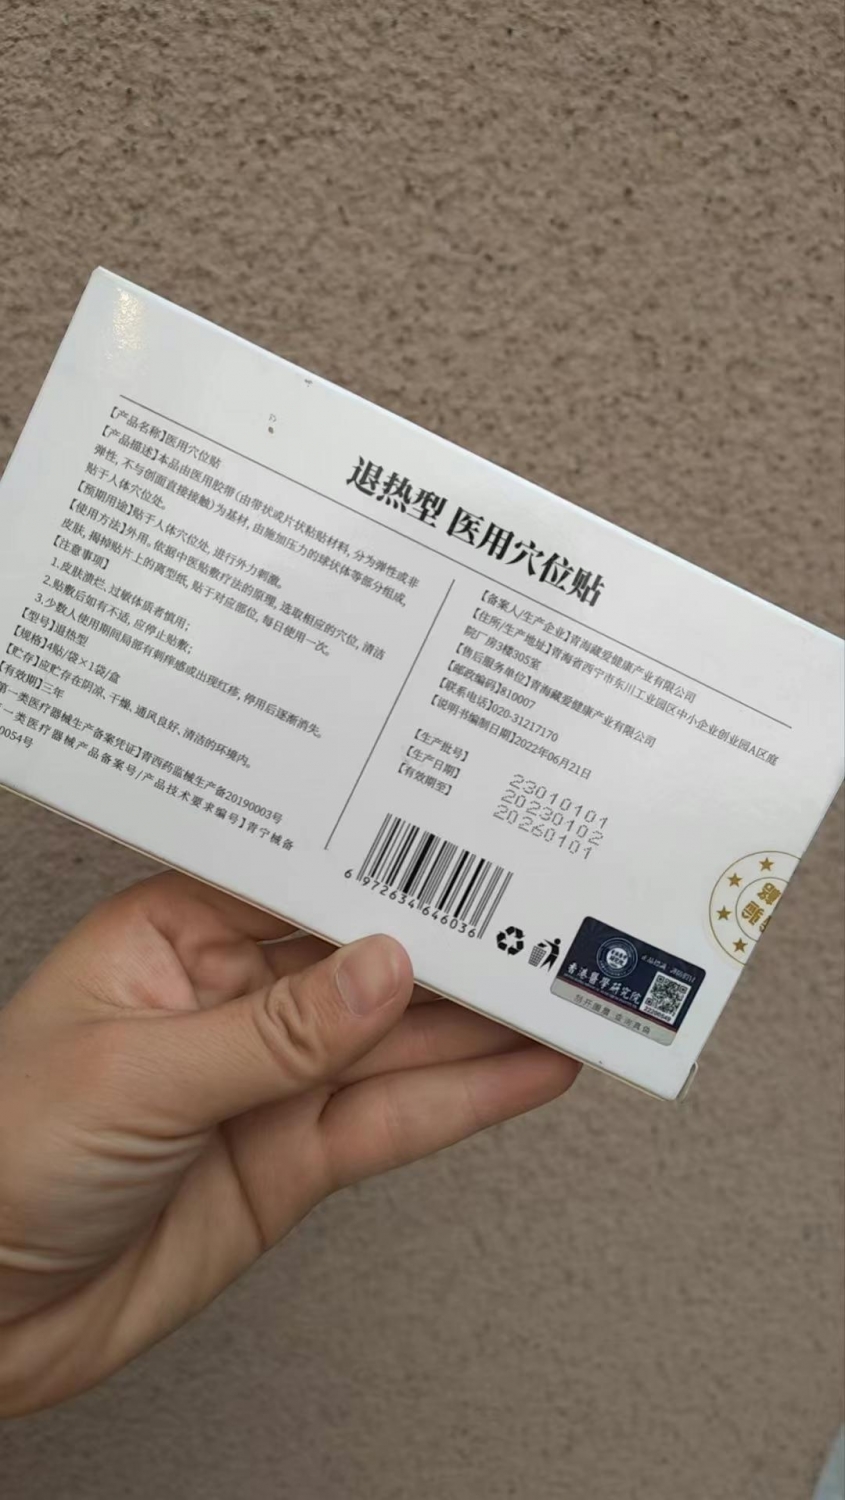 退热型 医用穴位贴
【产品名称】医用穴位贴
【产品描述】本品由医用胶带(由带状或片状粘贴材料，分为弹性或非
弹性，不与创面直接接触)为基材，由施加压力的球状体等部分组成，
贴于人体穴位处。
【预期用途】贴于人体穴位处，进行外力刺激。
【使用方法】外用。依据中医贴敷疗法的原理，选取相应的穴位，清洁
皮肤，揭掉贴片上的离型纸，贴于对应部位，每日使用一次。
【注意事项】
1.皮肤溃烂、过敏体质者慎用；
2.贴敷后如有不适，应停止贴敷；
3.少数人使用期间局部有刺痒感或出现红疹，停用后逐渐消失。
【型号】退热型
【规格】4贴/袋×1袋/盒
【贮存】应贮存在阴凉、干燥、通风良好、清洁的环境内。
【有效期】三年
第一类医疗器械生产备案凭证】青西药监械生产备20190003号
一类医疗器械产品备案号/产品技术要求编号】青宁械备
0054号
【备案人/生产企业】青海藏爱健康产业有限公司
【住所/生产地址】青海省西宁市东川工业园区中小企业创业园A区庭
院厂房3楼305室
【售后服务单位】青海藏爱健康产业有限公司
【邮政编码】810007
【联系电话】020-31217170
【说明书编制日期】2022年06月21日
【生产批号】 23010101
【生产日期】 20230102
【有效期至】 20260101
6 972634 646036
香港醫學研究院